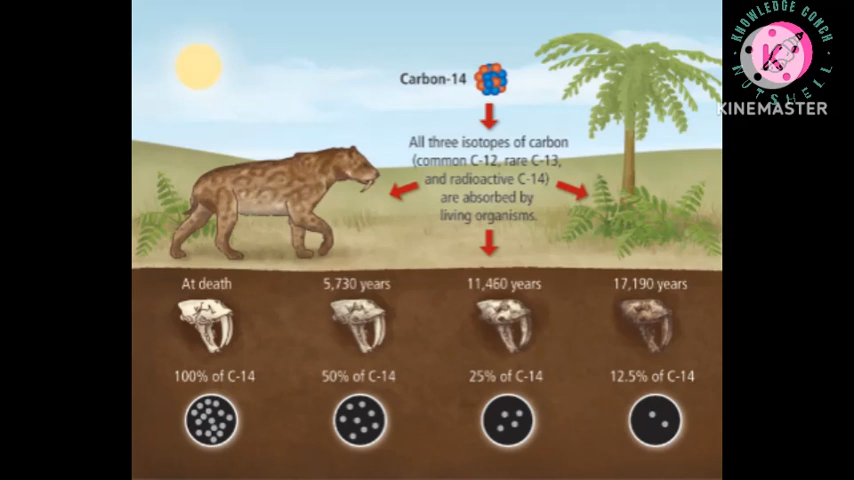 KNOWLEDGE CONCH
NUTSHELL
KINEMASTER
Carbon-14
All three isotopes of carbon
(common C-12, rare C-13,
and radioactive C-14)
are absorbed by
living organisms.
At death
5,730 years
11,460 years
17,190 years
100% of C-14
50% of C-14
25% of C-14
12.5% of C-14